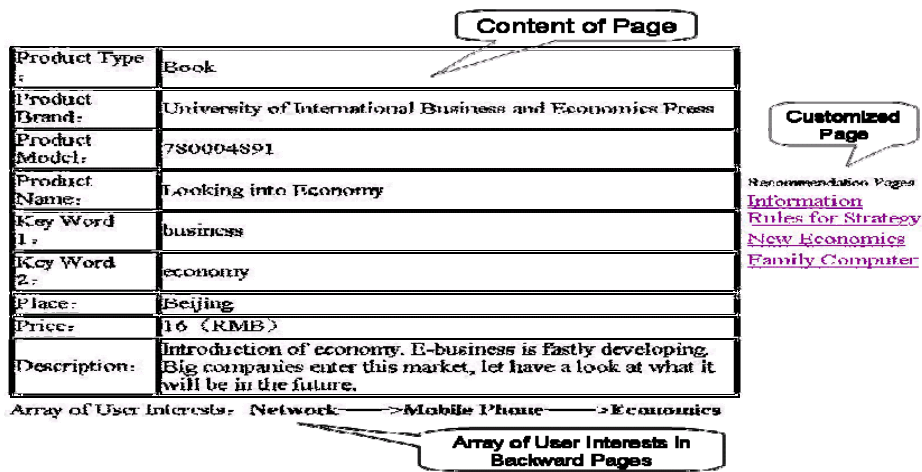 Content of Page
Product Type
:
Book
Product
Brand:
University of International Business and Economics Press
Product
Model:
780004891
Product
Name:
Looking into Economy
Key Word
1:
business
Key Word
2:
economy
Place:
Beijing
Price:
16 (RMB)
Description:
Introduction of economy. E-business is fastly developing.
Big companies enter this market, let have a look at what it
will be in the future.
Customized
Page
Recommendation Pages
Information
Rules for Strategy
New Economics
Family Computer
Array of User Interests: Network——>Mobile Phone——>Economics
Array of User Interests in
Backward Pages